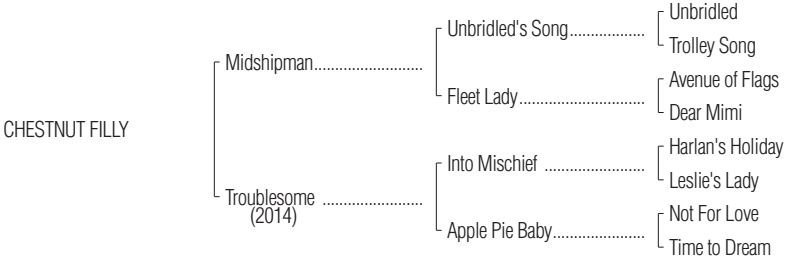 Unbridled
Unbridled's Song...................
Trolley Song
Midshipman..........................
Avenue of Flags
Fleet Lady..............................
Dear Mimi
CHESTNUT FILLY
Harlan's Holiday
Into Mischief ........................
Leslie's Lady
Troublesome ........................
(2014)
Not For Love
Apple Pie Baby......................
Time to Dream